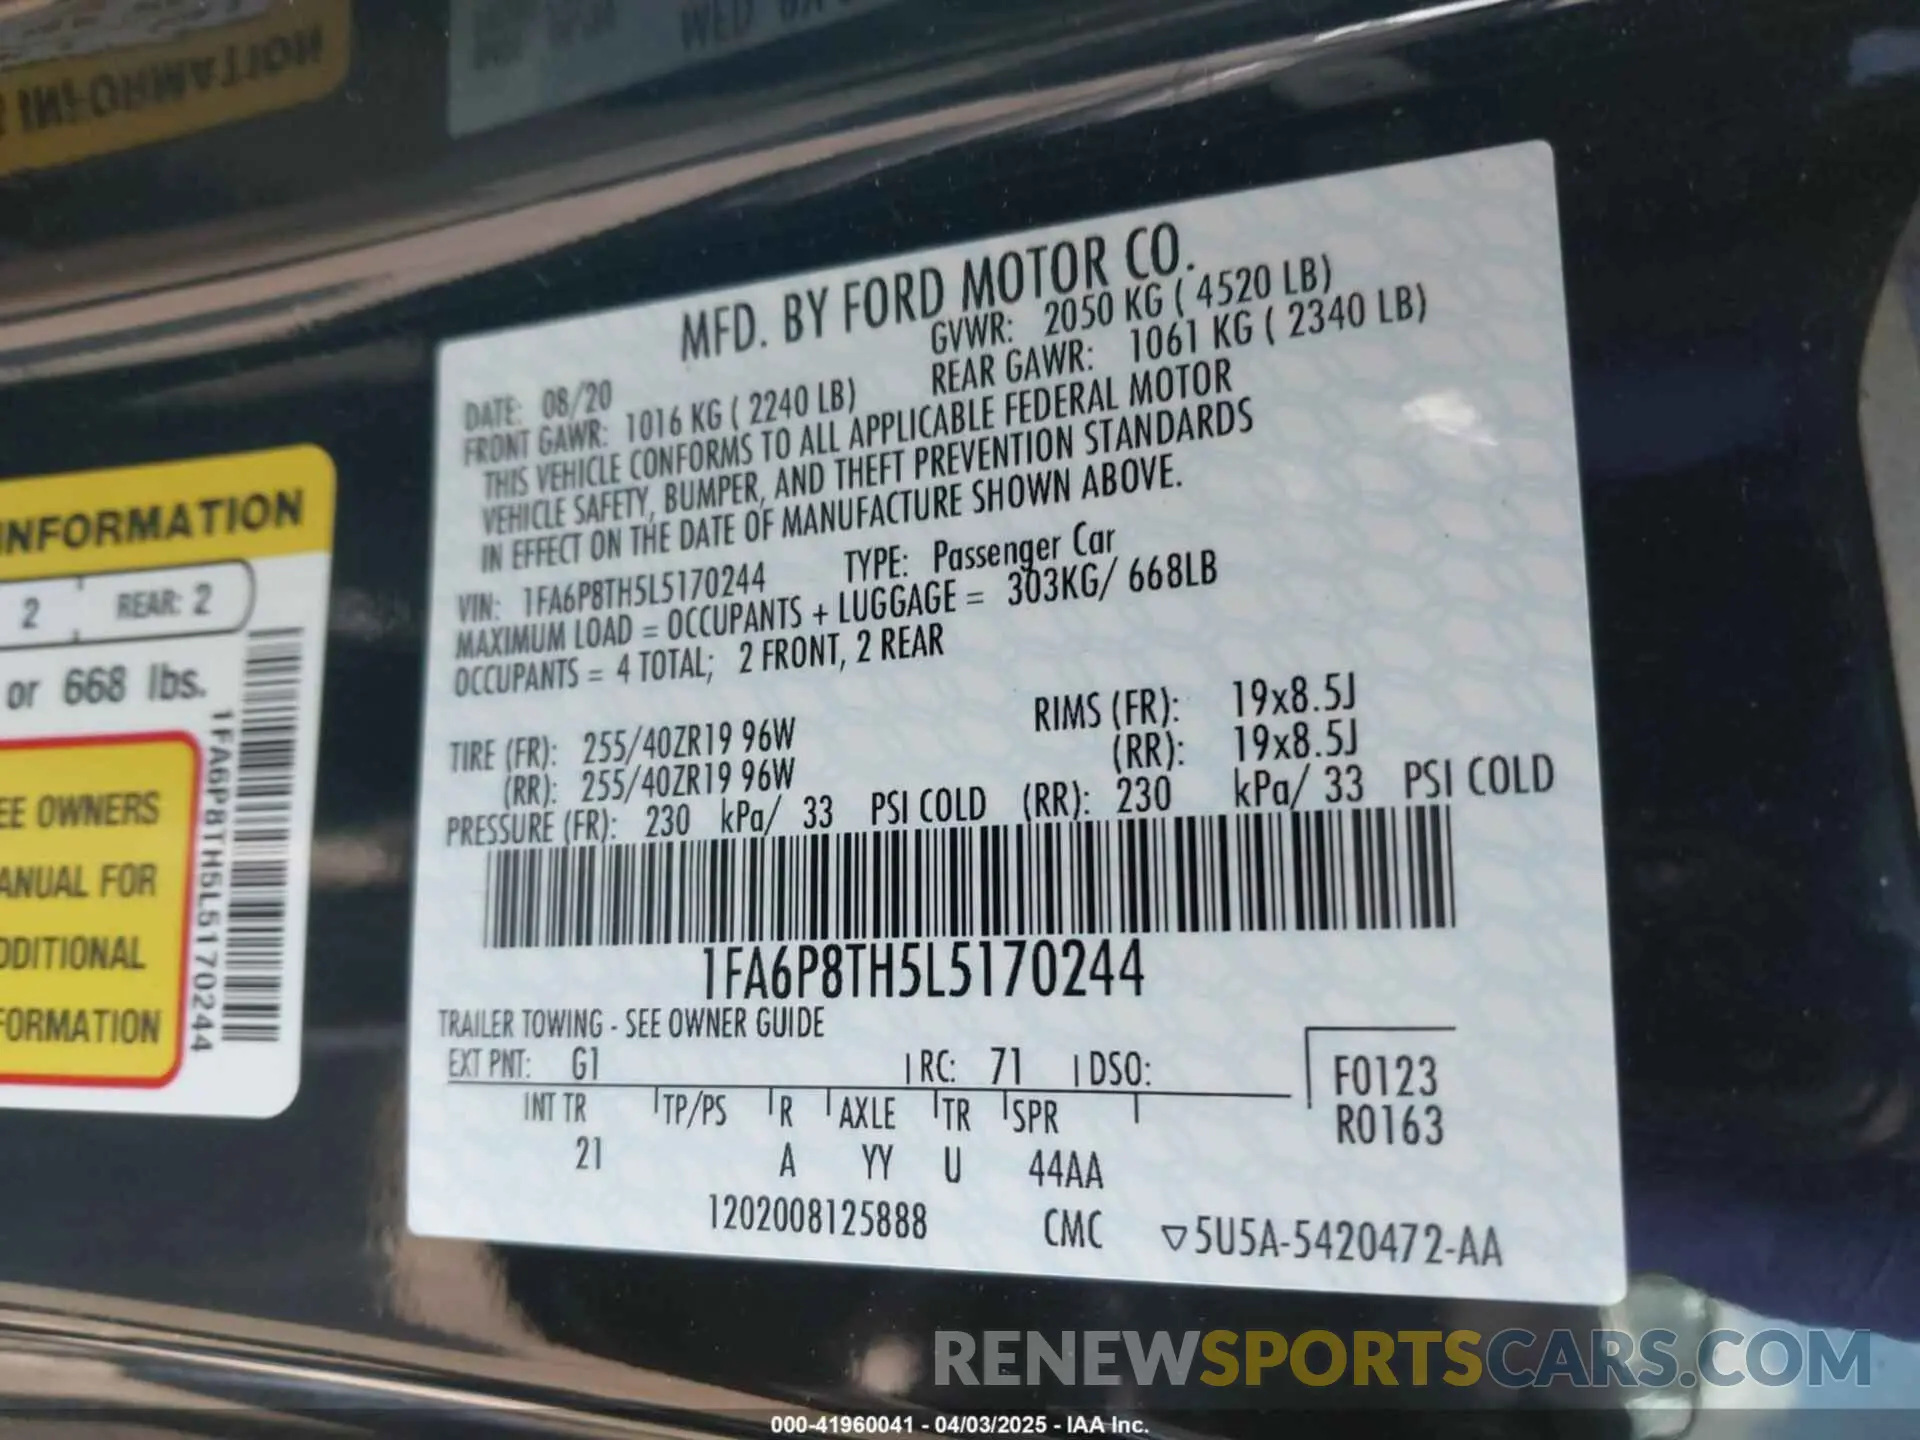 INFORMATION
WED
MFD. BY FORD MOTOR CO.
DATE: 08/20 GVWR: 2050 KG ( 4520 LB)
FRONT GAWR: 1016 KG ( 2240 LB) REAR GAWR: 1061 KG ( 2340 LB)
THIS VEHICLE CONFORMS TO ALL APPLICABLE FEDERAL MOTOR
VEHICLE SAFETY, BUMPER, AND THEFT PREVENTION STANDARDS
IN EFFECT ON THE DATE OF MANUFACTURE SHOWN ABOVE.
VIN: 1FA6P8TH5L5170244 TYPE: Passenger Car
MAXIMUM LOAD = OCCUPANTS + LUGGAGE = 303KG/ 668LB
OCCUPANTS = 4 TOTAL; 2 FRONT, 2 REAR
TIRE (FR): 255/40ZR19 96W RIMS (FR): 19x8.5J
(RR): 255/40ZR19 96W (RR): 19x8.5J
PRESSURE (FR): 230 kPa/ 33 PSI COLD (RR): 230 kPa/ 33 PSI COLD
1FA6P8TH5L5170244
TRAILER TOWING - SEE OWNER GUIDE
EXT PNT: G1 RC: 71 DSO: F0123
R0163
INT TR TP/PS R AXLE TR SPR
21 A YY U 44AA
1202008125888 CMC ▽5U5A-5420472-AA
INFORMATION
2 REAR: 2
or 668 lbs.
EE OWNERS
ANUAL FOR
DDITIONAL
FORMATION
1FA6P8TH5L5170244
RENEWSPORTSCARS.COM
000-41960041 - 04/03/2025 - IAA Inc.